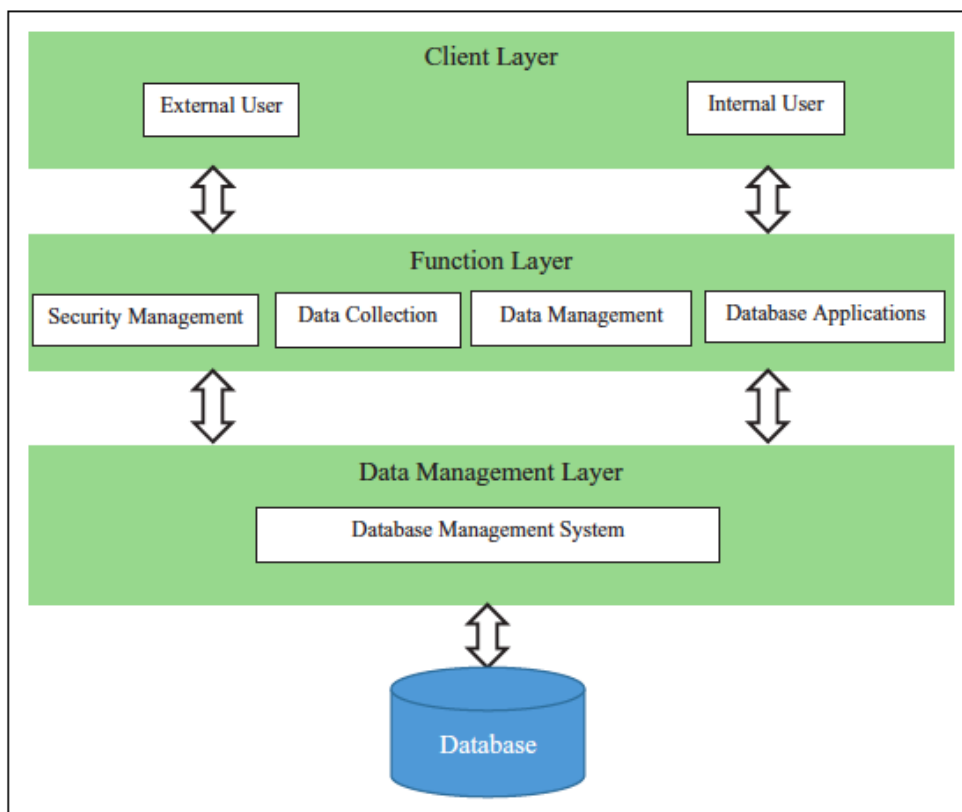 Client Layer
External User
Internal User
Function Layer
Security Management
Data Collection
Data Management
Database Applications
Data Management Layer
Database Management System
Database